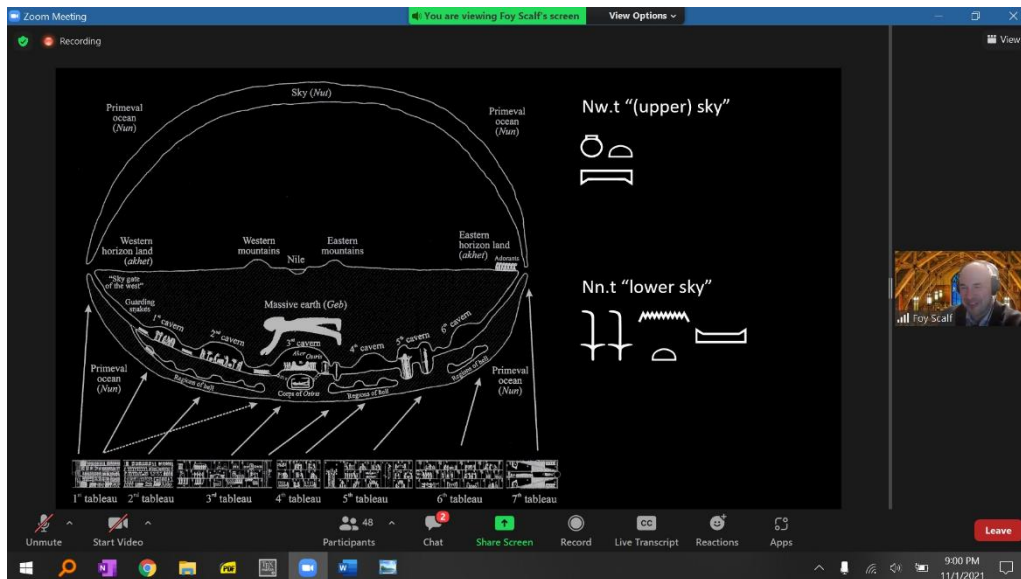 Zoom Meeting
You are viewing Foy Scalf's screen
View Options
Recording
View
Sky (Nut)
Primeval
ocean
(Nun)
Primeval
ocean
(Nun)
Nw.t “(upper) sky”
Western
horizon land
(akhet)
Western
mountains
Nile
Eastern
mountains
Eastern
horizon land
(akhet)
Adorants
"Sky gate
of the west"
Guarding
snakes
Massive earth (Geb)
1st cavern
2nd cavern
3rd cavern
Aker Osiris
4th cavern
5th cavern
6th cavern
Nn.t “lower sky”
Foy Scalf
Primeval
ocean
(Nun)
Regions of hell
Corps of Osiris
Regions of hell
Regions of hell
Primeval
ocean
(Nun)
1st tableau
2nd tableau
3rd tableau
4th tableau
5th tableau
6th tableau
7th tableau
Unmute
Start Video
48
Participants
2
Chat
Share Screen
Record
CC
Live Transcript
Reactions
Apps
Leave
PDF
9:00 PM
11/1/2021